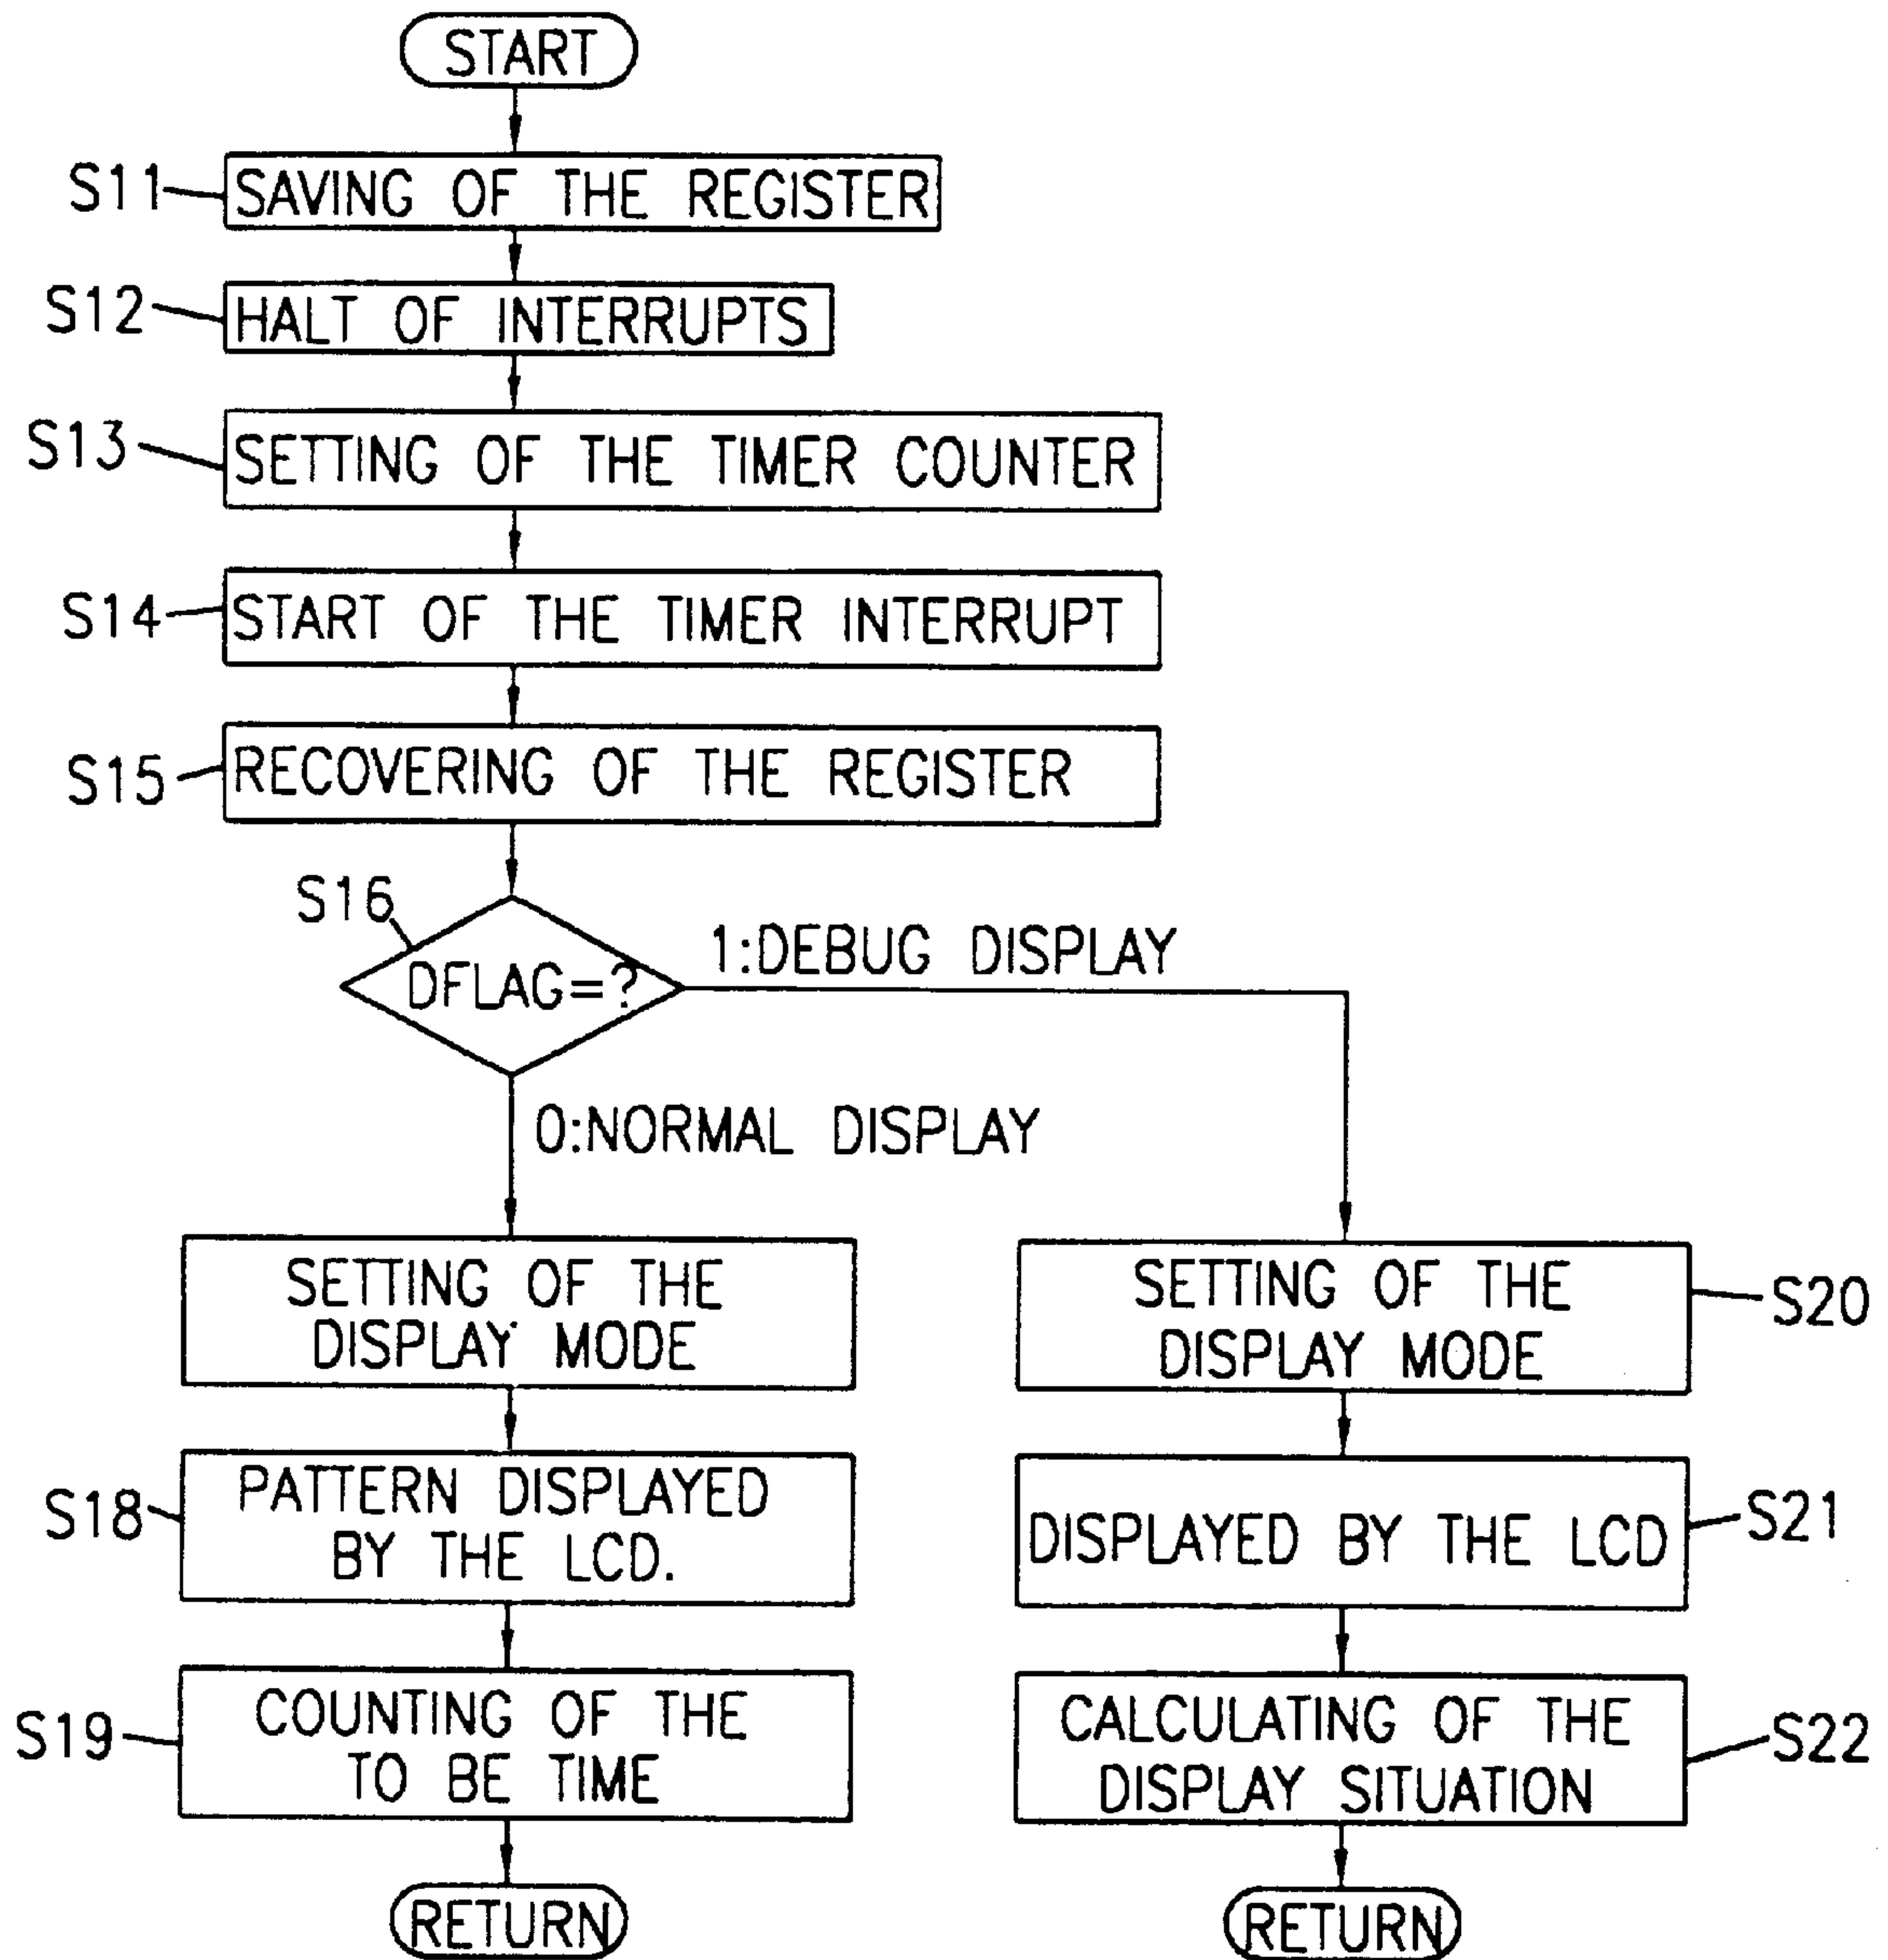 START
S11
SAVING OF THE REGISTER
S12
HALT OF INTERRUPTS
S13
SETTING OF THE TIMER COUNTER
S14
START OF THE TIMER INTERRUPT
S15
RECOVERING OF THE REGISTER
S16
DFLAG=?
1:DEBUG DISPLAY
0:NORMAL DISPLAY
SETTING OF THE
DISPLAY MODE
S18
PATTERN DISPLAYED
BY THE LCD.
S19
COUNTING OF THE
TO BE TIME
RETURN
SETTING OF THE
DISPLAY MODE
S20
DISPLAYED BY THE LCD
S21
CALCULATING OF THE
DISPLAY SITUATION
S22
RETURN